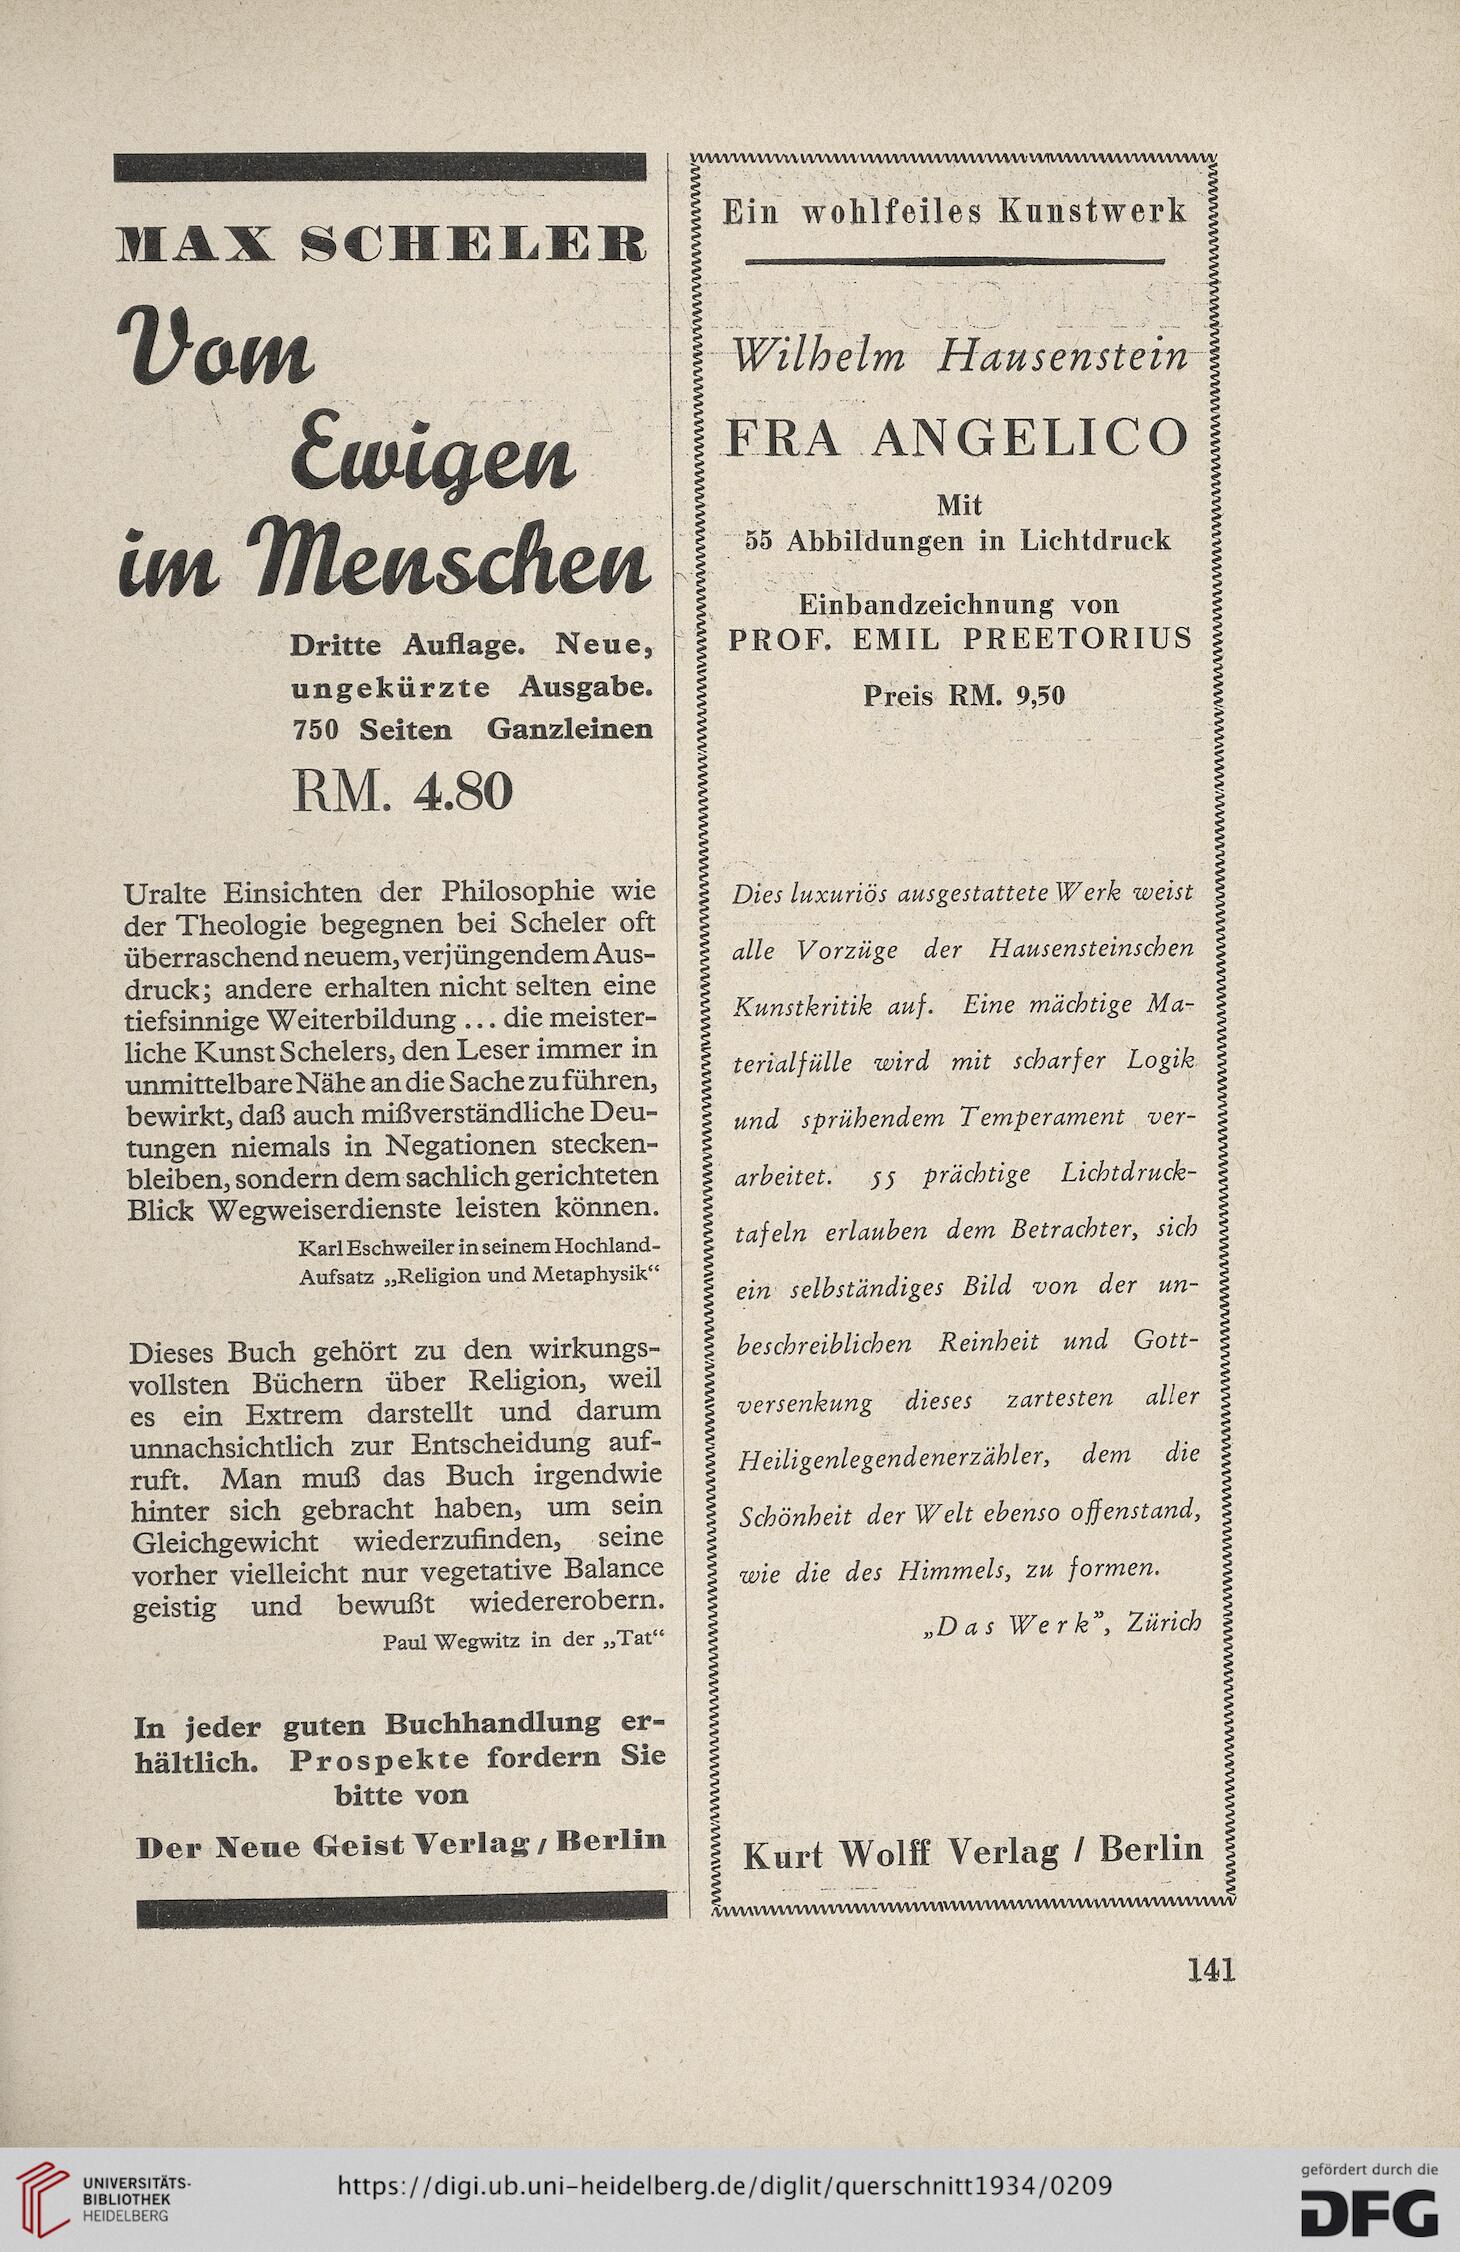 MAX SCHELER
Vom
Ewigen
im Menschen
Dritte Auflage. Neue,
ungekürzte Ausgabe.
750 Seiten Ganzleinen
RM. 4.80
Uralte Einsichten der Philosophie wie
der Theologie begegnen bei Scheler oft
überraschend neuem, verjüngendem Aus-
druck; andere erhalten nicht selten eine
tiefsinnige Weiterbildung ... die meister-
liche Kunst Schelers, den Leser immer in
unmittelbare Nähe an die Sache zu führen,
bewirkt, daß auch mißverständliche Deu-
tungen niemals in Negationen stecken-
bleiben, sondern dem sachlich gerichteten
Blick Wegweiserdienste leisten können.
Karl Eschweiler in seinem Hochland-
Aufsatz „Religion und Metaphysik“
Dieses Buch gehört zu den wirkungs-
vollsten Büchern über Religion, weil
es ein Extrem darstellt und darum
unnachsichtlich zur Entscheidung auf-
ruft. Man muß das Buch irgendwie
hinter sich gebracht haben, um sein
Gleichgewicht wiederzufinden, seine
vorher vielleicht nur vegetative Balance
geistig und bewußt wiedererobern.
Paul Wegwitz in der „Tat“
In jeder guten Buchhandlung er-
hältlich. Prospekte fordern Sie
bitte von
Der Neue Geist Verlag / Berlin
Ein wohlfeiles Kunstwerk
Wilhelm Hausenstein
FRA ANGELICO
Mit
55 Abbildungen in Lichtdruck
Einbandzeichnung von
PROF. EMIL PREETORIUS
Preis RM. 9,50
Dies luxuriös ausgestattete Werk weist
alle Vorzüge der Hausensteinschen
Kunstkritik auf. Eine mächtige Ma-
terialfülle wird mit scharfer Logik
und sprühendem Temperament ver-
arbeitet. 55 prächtige Lichtdruck-
tafeln erlauben dem Betrachter, sich
ein selbständiges Bild von der un-
beschreiblichen Reinheit und Gott-
versenkung dieses zartesten aller
Heiligenlegendenerzähler, dem die
Schönheit der Welt ebenso offenstand,
wie die des Himmels, zu formen.
„Das Werk”, Zürich
Kurt Wolff Verlag / Berlin
141
UNIVERSITÄTS-
BIBLIOTHEK
HEIDELBERG
https://digi.ub.uni-heidelberg.de/diglit/querschnitt1934/0209
gefördert durch die
DFG